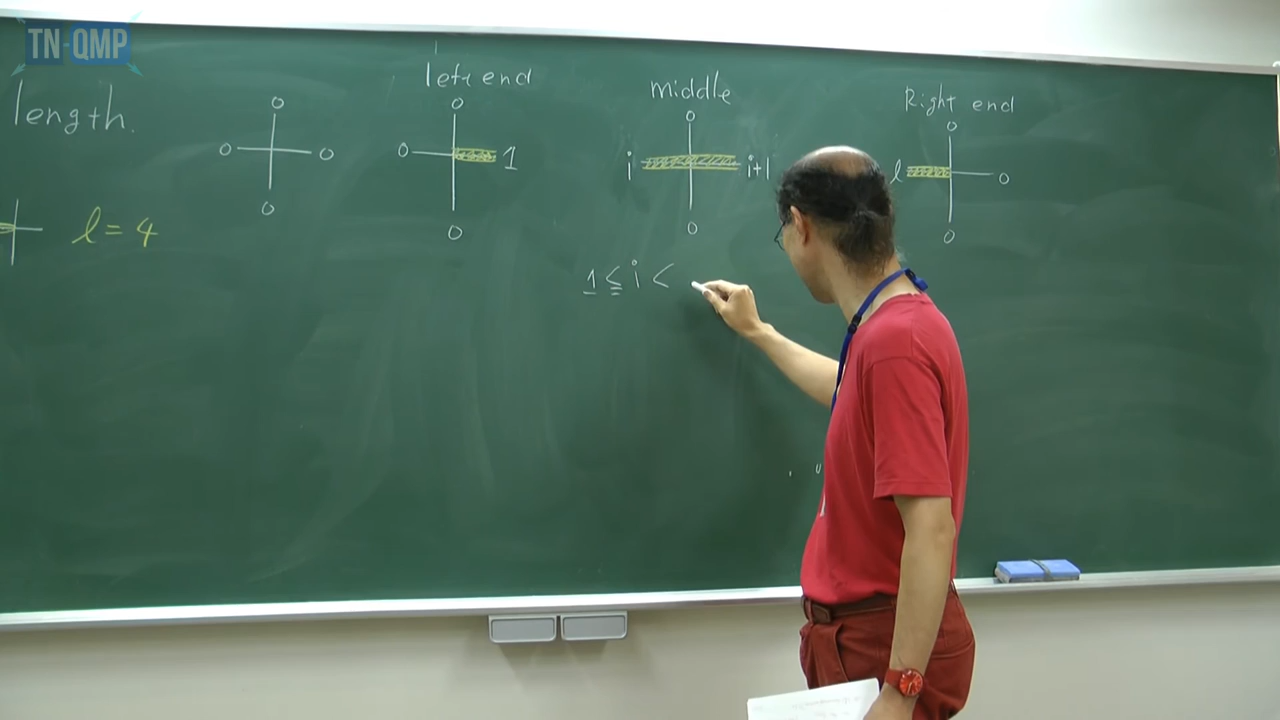 TN-QMP
length.
left end
middle
Right end
0
0
0
0
0
0
1
0
0
i
i+1
0
0
l
0
0
l = 4
1 ≤ i <